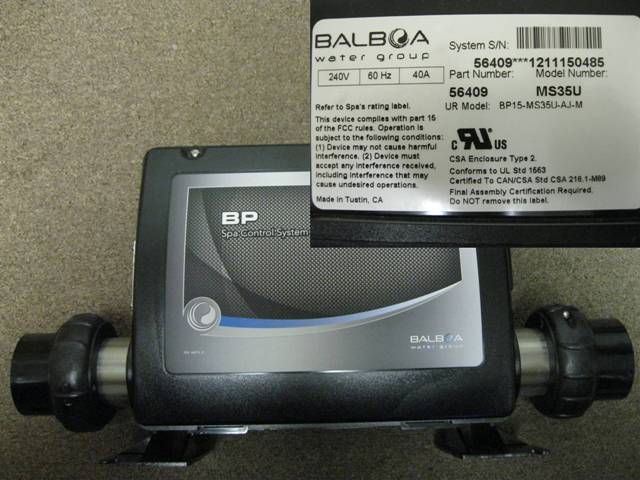 BALBOA
water group
System S/N:
56409***1211150485
240V 60 Hz 40A
Part Number: Model Number:
56409 MS35U
Refer to Spa's rating label.
UR Model: BP15-MS35U-AJ-M
This device complies with part 15
of the FCC rules. Operation is
subject to the following conditions:
(1) Device may not cause harmful
interference. (2) Device must
accept any interference received,
including interference that may
cause undesired operations.
Made in Tustin, CA
C RU US
CSA Enclosure Type 2.
Conforms to UL Std 1563
Certified To CAN/CSA Std CSA 218.1-M89
Final Assembly Certification Required.
Do NOT remove this label.
BP
Spa Control System
BALBOA
water group